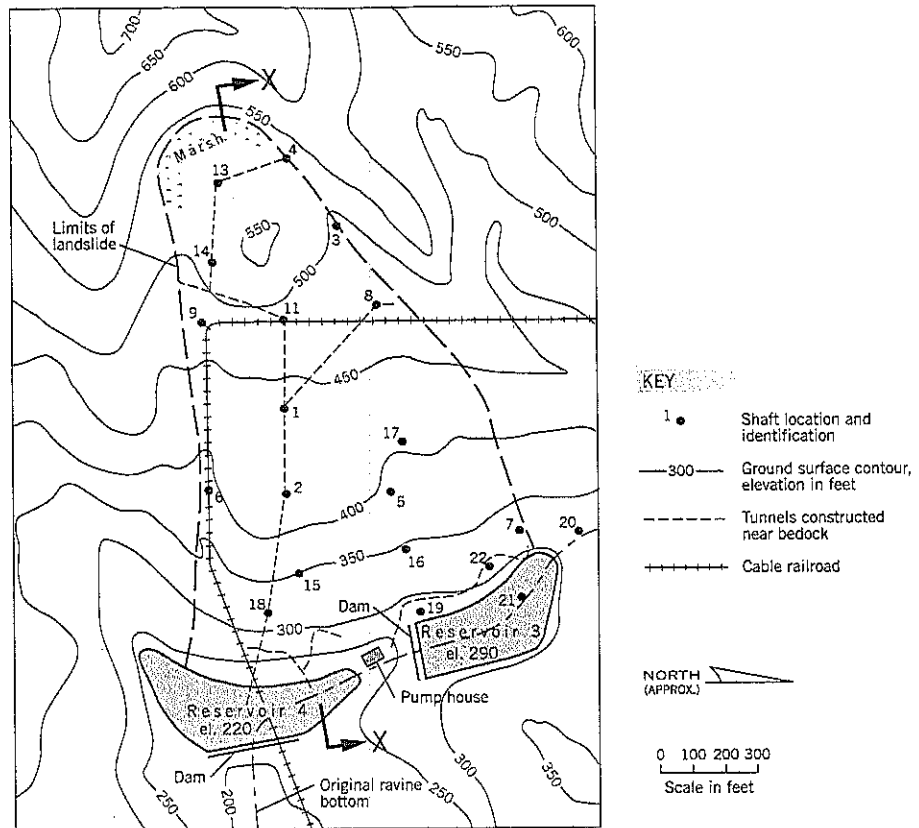 700
650
600
550
600
X
550
550
500
Marsh
4
13
Limits of
landslide
3
550
14
500
8
9
11
500
450
1
17
6
2
5
400
7
20
350
16
22
15
350
18
19
21
300
Dam
Reservoir 3
el. 290
Pump house
Reservoir 4
el. 220
X
300
350
Dam
250
250
200
Original ravine
bottom
KEY
1
Shaft location and
identification
300
Ground surface contour,
elevation in feet
Tunnels constructed
near bedock
Cable railroad
NORTH
(APPROX.)
0 100 200 300
Scale in feet